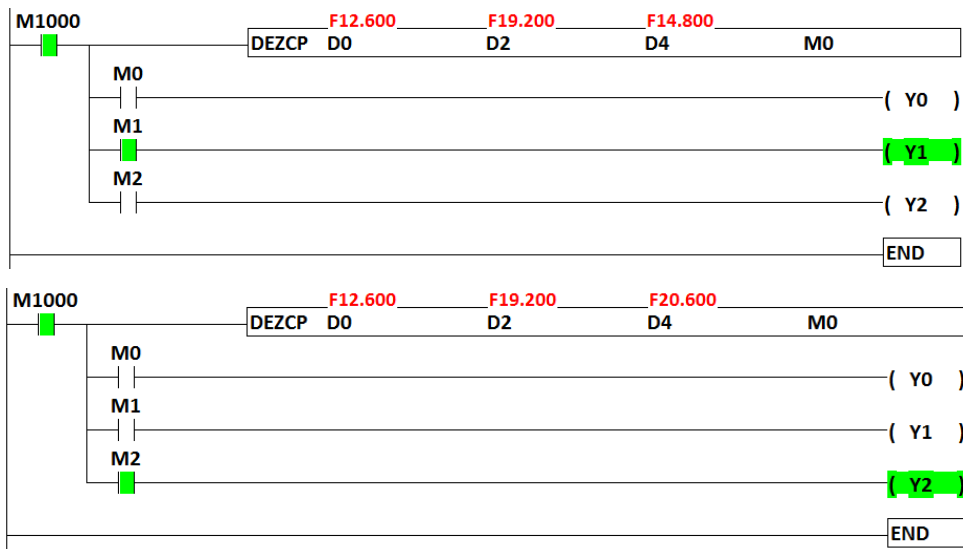 M1000 F12.600 F19.200 F14.800
DEZCP D0 D2 D4 M0
M0
( Y0 )
M1
( Y1 )
M2
( Y2 )
END
M1000 F12.600 F19.200 F20.600
DEZCP D0 D2 D4 M0
M0
( Y0 )
M1
( Y1 )
M2
( Y2 )
END